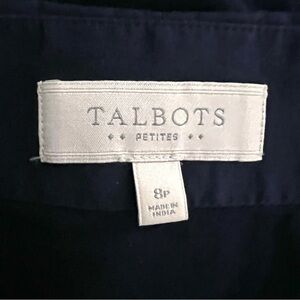 TALBOTS
PETITES
8P
MADE IN
INDIA